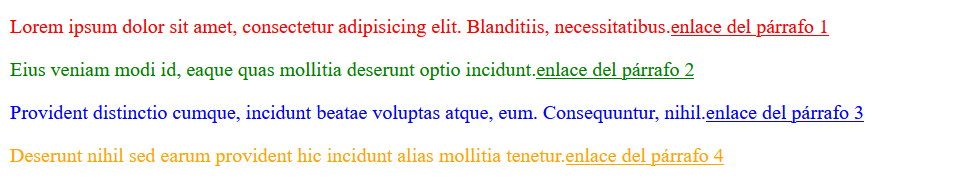 Lorem ipsum dolor sit amet, consectetur adipisicing elit. Blanditiis, necessitatibus.enlace del párrafo 1
Eius veniam modi id, eaque quas mollitia deserunt optio incidunt.enlace del párrafo 2
Provident distinctio cumque, incidunt beatae voluptas atque, eum. Consequuntur, nihil.enlace del párrafo 3
Deserunt nihil sed earum provident hic incidunt alias mollitia tenetur.enlace del párrafo 4